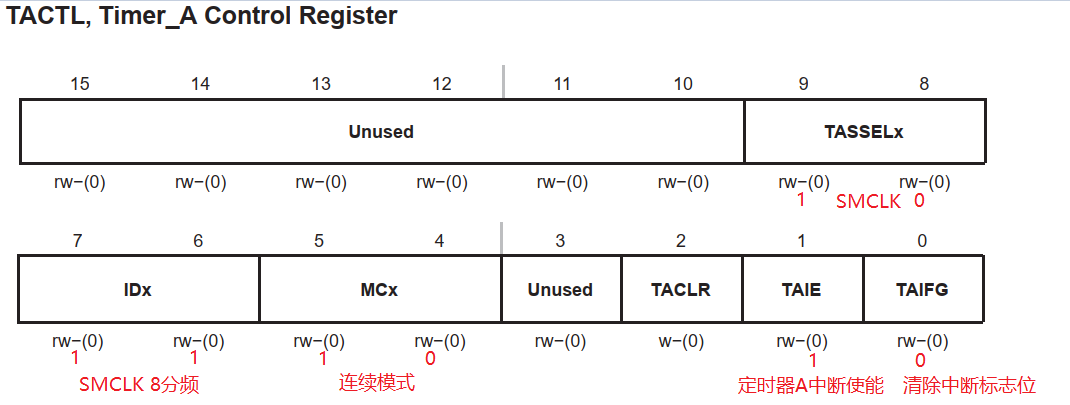 TACTL, Timer_A Control Register
15 14 13 12 11 10 9 8
Unused TASSELx
rw−(0) rw−(0) rw−(0) rw−(0) rw−(0) rw−(0) rw−(0) rw−(0)
1 SMCLK 0
7 6 5 4 3 2 1 0
IDx MCx Unused TACLR TAIE TAIFG
rw−(0) rw−(0) rw−(0) rw−(0) rw−(0) w−(0) rw−(0) rw−(0)
1 1 1 0 1 0
SMCLK 8分频 连续模式 定时器A中断使能 清除中断标志位